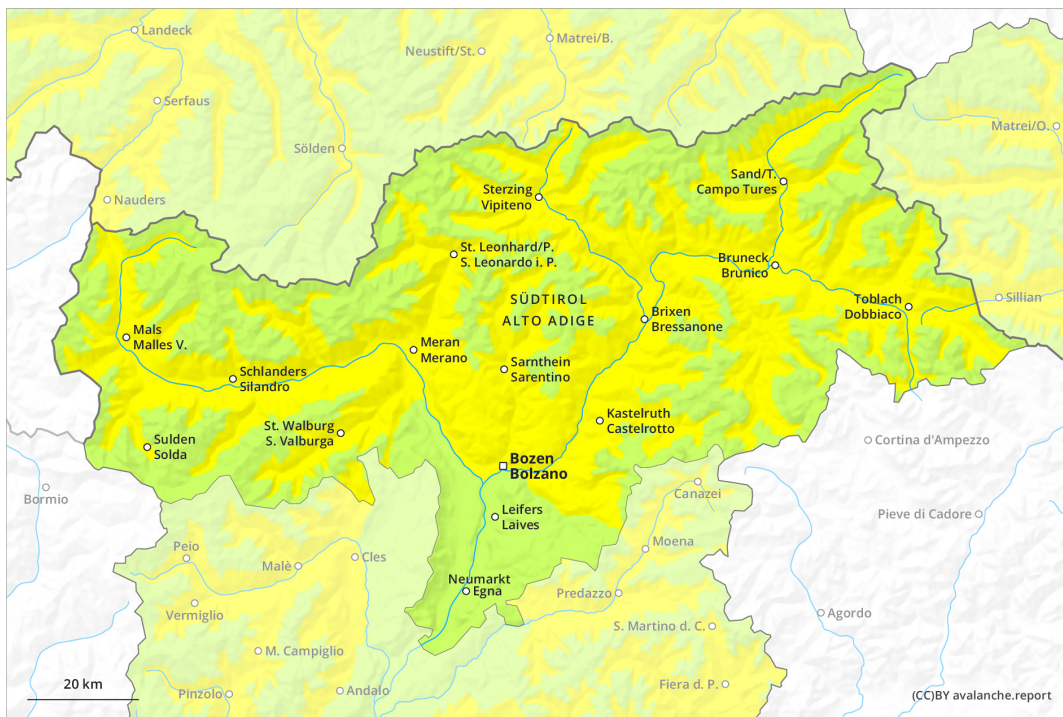 Landeck
Matrei/B.
Neustift/St.
Serfaus
Matrei/O.
Sölden
Nauders
Sand/T.
Campo Tures
Sterzing
Vipiteno
St. Leonhard/P.
S. Leonardo i. P.
Bruneck
Brunico
SÜDTIROL
ALTO ADIGE
Toblach
Dobbiaco
Sillian
Brixen
Bressanone
Mals
Malles V.
Meran
Merano
Schlanders
Silandro
Sarnthein
Sarentino
Kastelruth
Castelrotto
St. Walburg
S. Valburga
Sulden
Solda
Cortina d'Ampezzo
Bozen
Bolzano
Bormio
Canazei
Leifers
Laives
Pieve di Cadore
Moena
Peio
Cles
Malè
Neumarkt
Egna
Predazzo
Vermiglio
Agordo
S. Martino d. C.
M. Campiglio
20 km
Pinzolo
Andalo
Fiera d. P.
(CC)BY avalanche.report